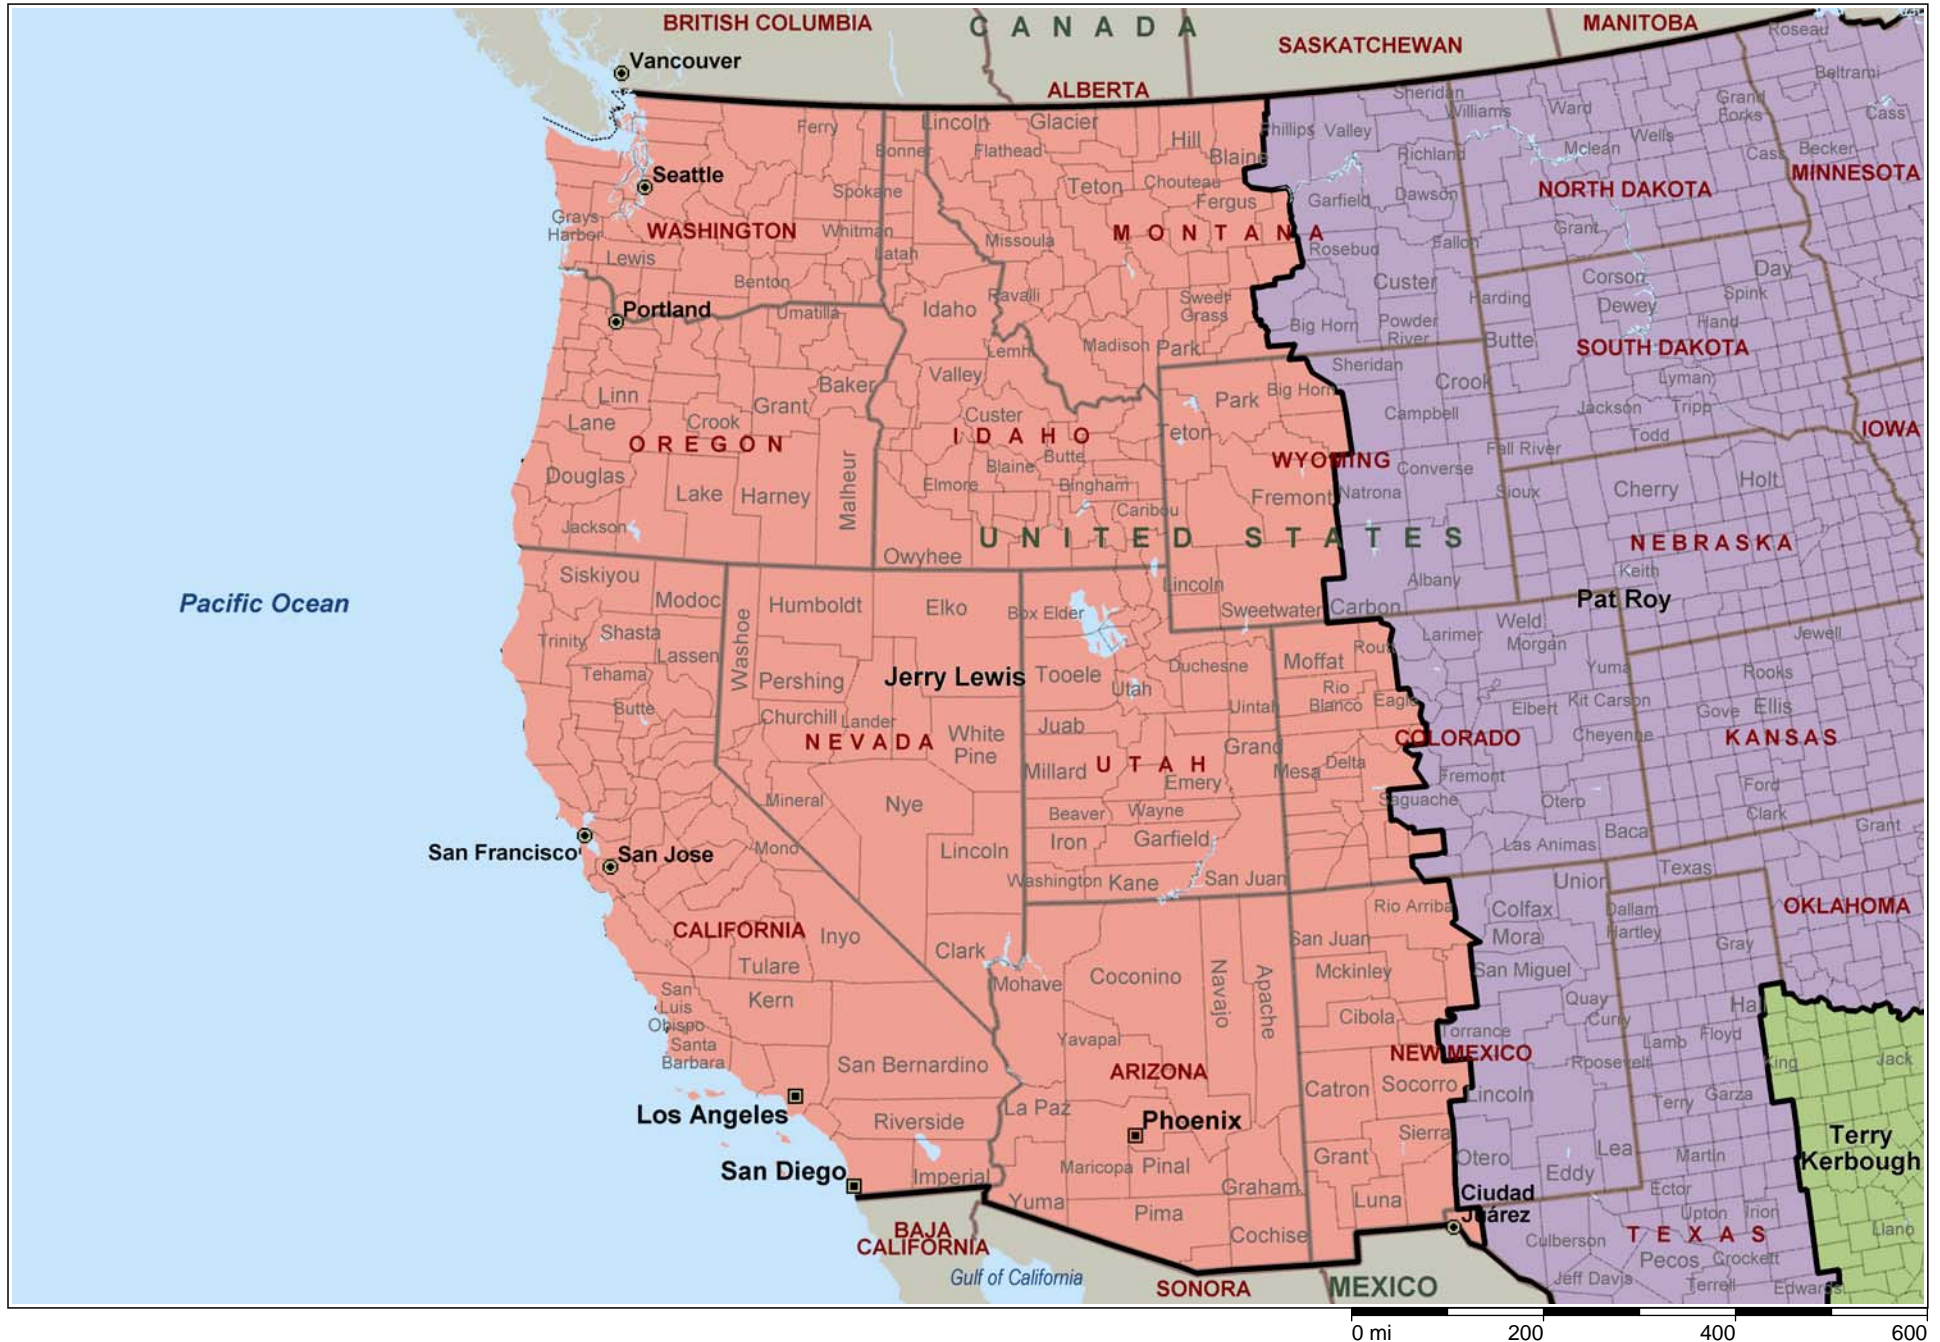 BRITISH COLUMBIA
CANADA
MANITOBA
SASKATCHEWAN
ALBERTA
Vancouver
Roseau
Beltrami
Cass
Becker
MINNESOTA
Grand
Forks
Cass
Sheridan
Williams
Ward
Wells
Mclean
NORTH DAKOTA
Grant
Phillips
Valley
Richland
Garfield
Dawson
Rosebud
Fallon
Custer
Big Horn
Powder
River
Lincoln
Glacier
Hill
Blaine
Flathead
Teton
Chouteau
Fergus
MONTANA
Missoula
Ravalli
Sweet
Grass
Madison
Park
Ferry
Bonner
Spokane
Seattle
Grays
Harbor
WASHINGTON
Whitman
Latah
Lewis
Benton
Portland
Umatilla
Idaho
Lemhi
Valley
Baker
Linn
Grant
Lane
Crook
OREGON
Douglas
Lake
Harney
Malheur
Jackson
Custer
IDAHO
Butte
Blaine
Elmore
Bingham
Caribou
Owyhee
UNITED STATES
Park
Big Horn
Teton
WYOMING
Fremont
Natrona
Converse
Sheridan
Crook
Campbell
Lincoln
Sweetwater
Carbon
Albany
Harding
Butte
Corson
Dewey
Day
Spink
Hand
SOUTH DAKOTA
Lyman
Jackson
Tripp
Todd
Fall River
IOWA
Sioux
Cherry
Holt
NEBRASKA
Keith
Pat Roy
Pacific Ocean
Siskiyou
Modoc
Trinity
Shasta
Lassen
Tehama
Butte
Washoe
Humboldt
Elko
Pershing
Jerry Lewis
Churchill
Lander
NEVADA
White
Pine
Mineral
Nye
Mono
Lincoln
Clark
Box Elder
Tooele
Utah
Duchesne
Uintah
Juab
Millard
UTAH
Grand
Emery
Beaver
Wayne
Iron
Garfield
Washington
Kane
San Juan
Moffat
Routt
Rio
Blanco
Eagle
COLORADO
Mesa
Delta
Saguache
Fremont
Larimer
Weld
Morgan
Yuma
Elbert
Kit Carson
Cheyenne
Otero
Baca
Las Animas
Jewell
Rooks
Gove
Ellis
KANSAS
Ford
Clark
Grant
Texas
OKLAHOMA
San Francisco
San Jose
CALIFORNIA
Inyo
Tulare
San
Luis
Obispo
Kern
Santa
Barbara
San Bernardino
Los Angeles
Riverside
San Diego
Imperial
Mohave
Coconino
Navajo
Apache
Yavapai
ARIZONA
La Paz
Phoenix
Maricopa
Pinal
Graham
Yuma
Pima
Cochise
Rio Arriba
San Juan
Mckinley
Cibola
NEW MEXICO
Catron
Socorro
Sierra
Grant
Luna
Union
Colfax
Mora
San Miguel
Quay
Curry
Torrance
Roosevelt
Lincoln
Otero
Eddy
Lea
Dallam
Hartley
Gray
Floyd
Lamb
King
Jack
Terry
Garza
Martin
Ector
Upton
Irion
Terry
Kerbough
Ciudad
Juárez
Culberson
TEXAS
Pecos
Crockett
Llano
Jeff Davis
Terrell
Edwards
BAJA
CALIFORNIA
Gulf of California
SONORA
MEXICO
0 mi 200 400 600